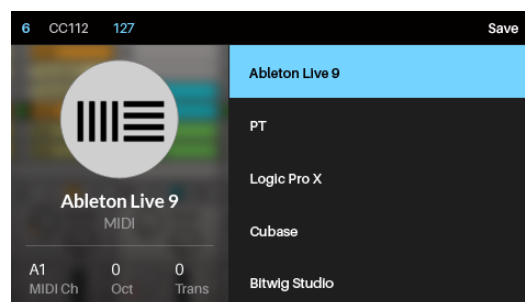 6 CC112 127 Save
Ableton Live 9
PT
Logic Pro X
Cubase
Bitwig Studio
Ableton Live 9
MIDI
A1 0 0
MIDI Ch Oct Trans